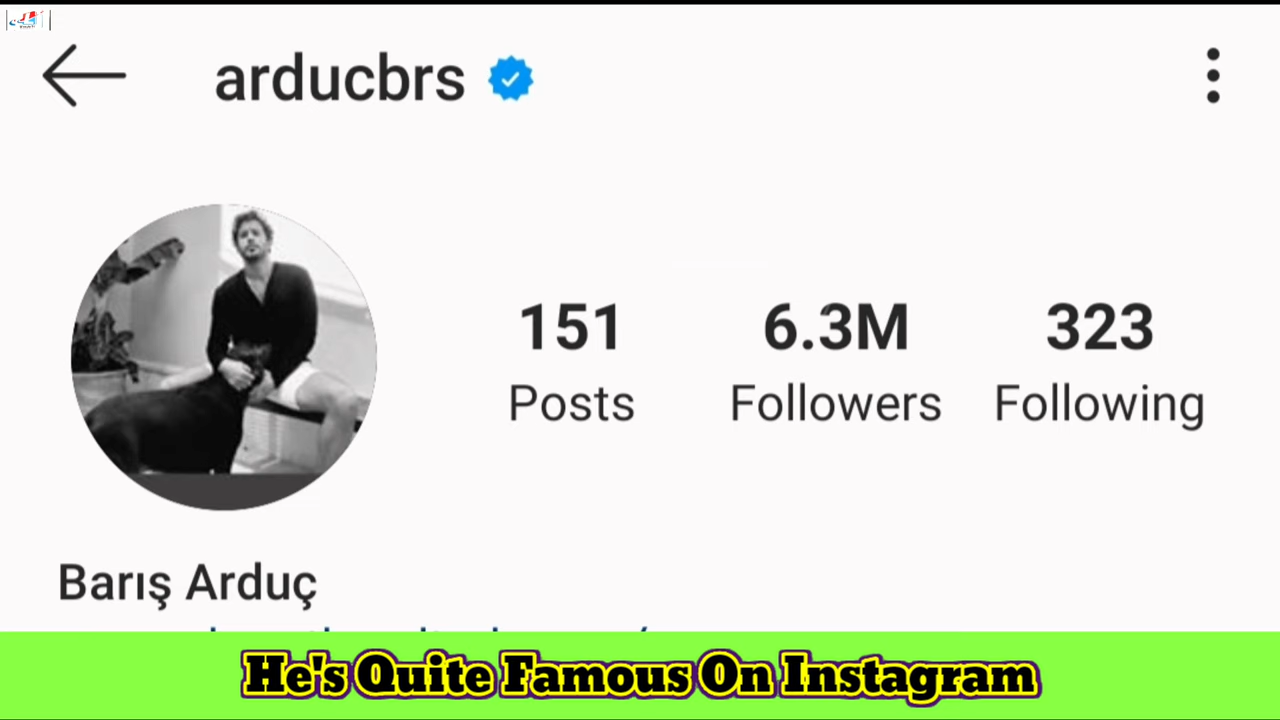 arducbrs
151 6.3M 323
Posts Followers Following
Barış Arduç
He's Quite Famous On Instagram